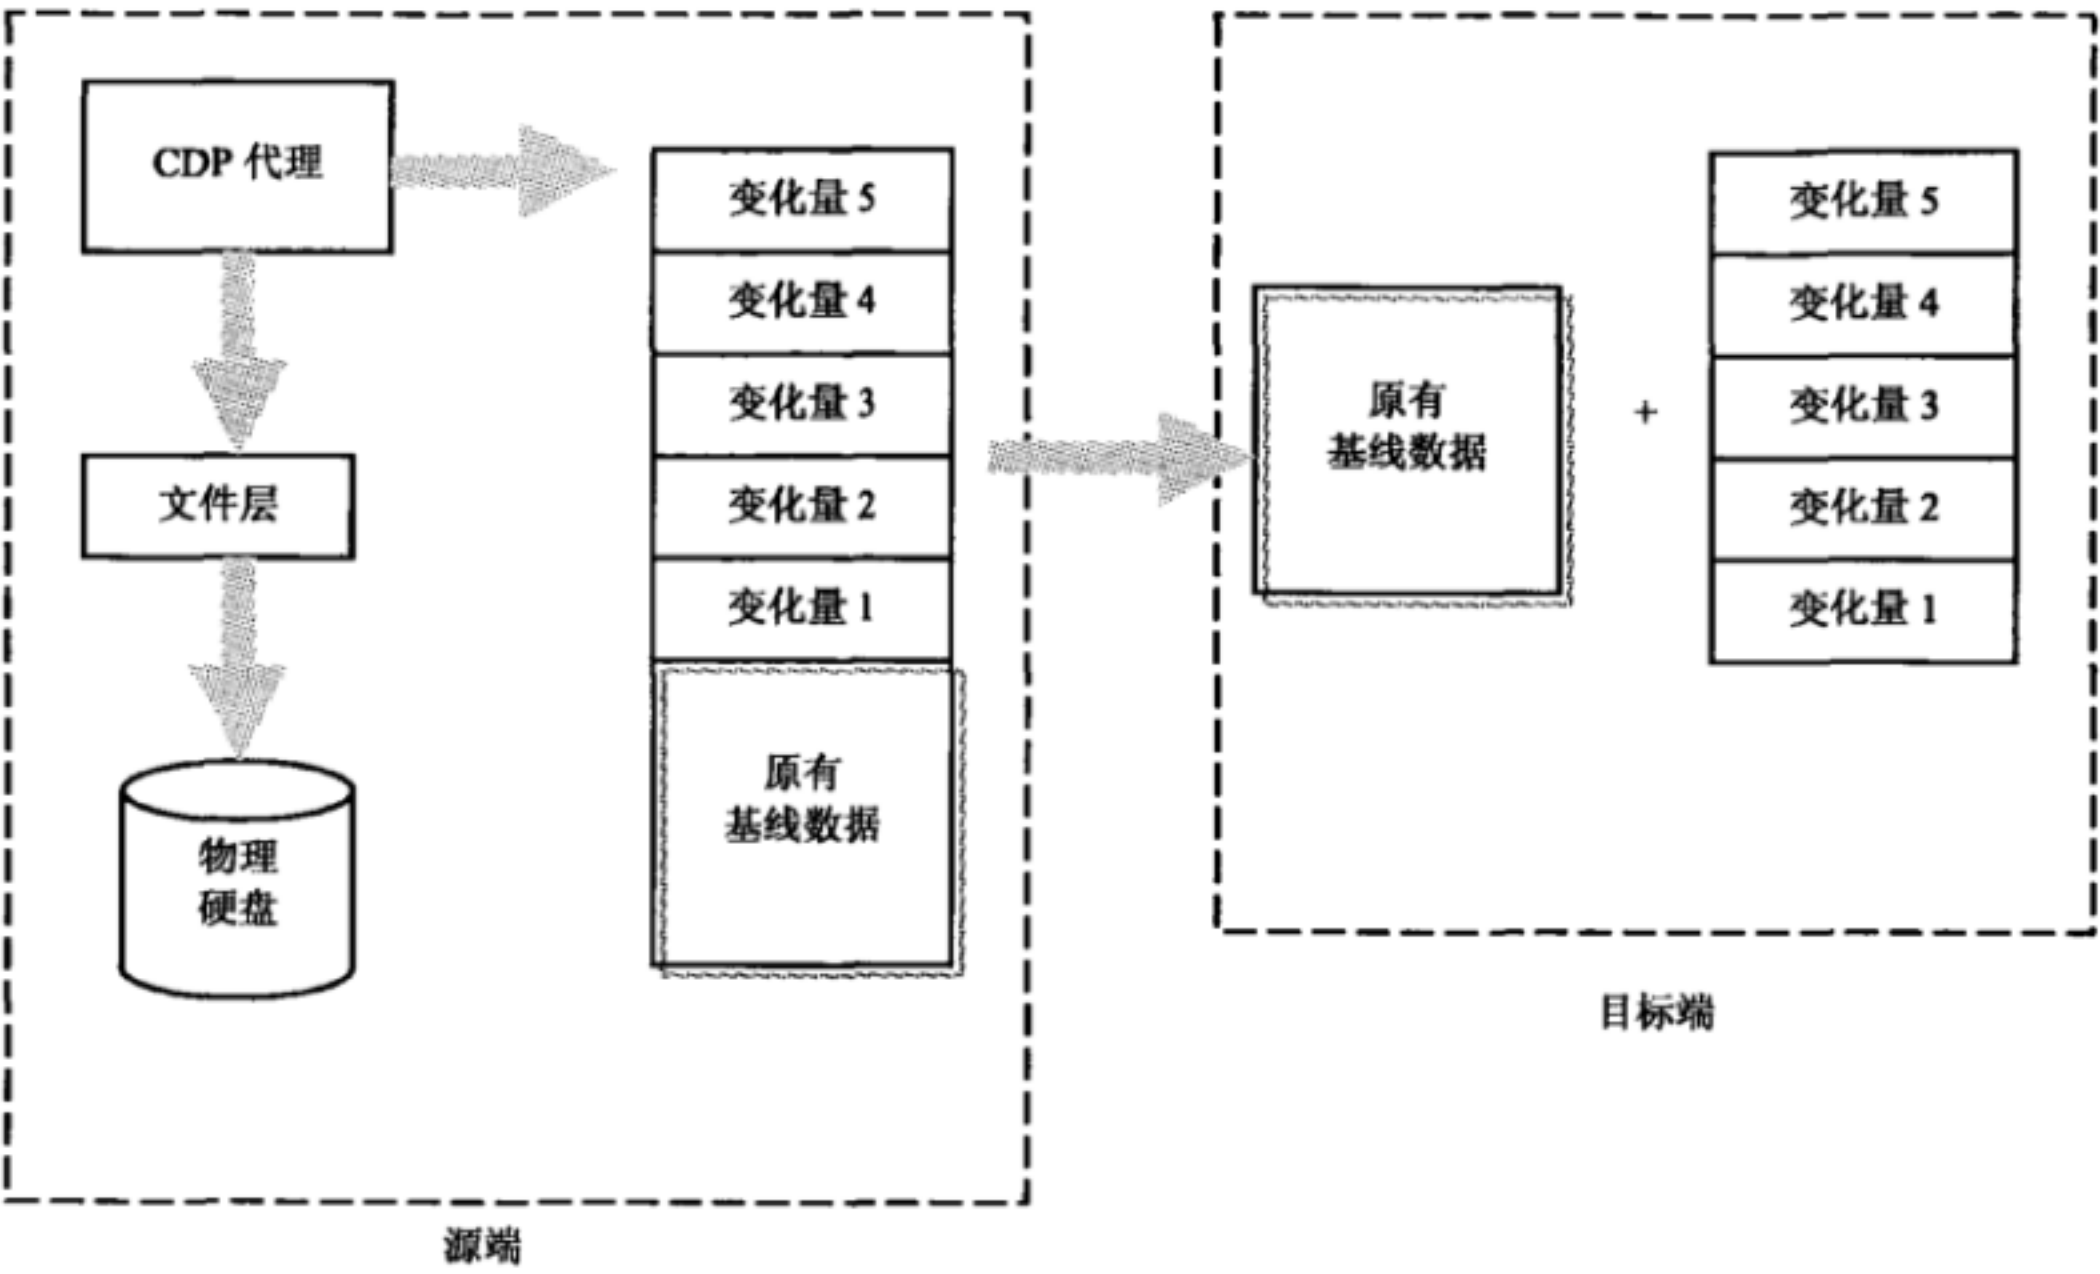 CDP 代理
文件层
物理
硬盘
变化量 5
变化量 4
变化量 3
变化量 2
变化量 1
原有
基线数据
源端
原有
基线数据
+
变化量 5
变化量 4
变化量 3
变化量 2
变化量 1
目标端